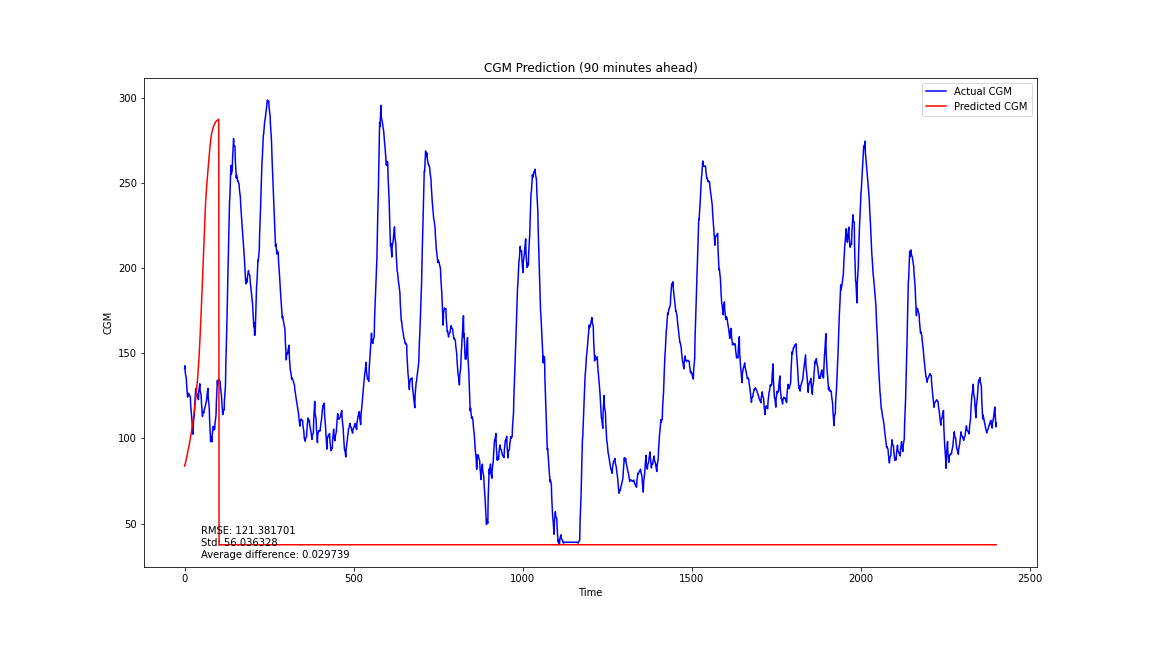 CGM Prediction (90 minutes ahead)
Actual CGM
Predicted CGM
300
250
200
150
100
50
CGM
RMSE: 121.381701
Std: 56.036328
Average difference: 0.029739
0
500
1000
1500
2000
2500
Time